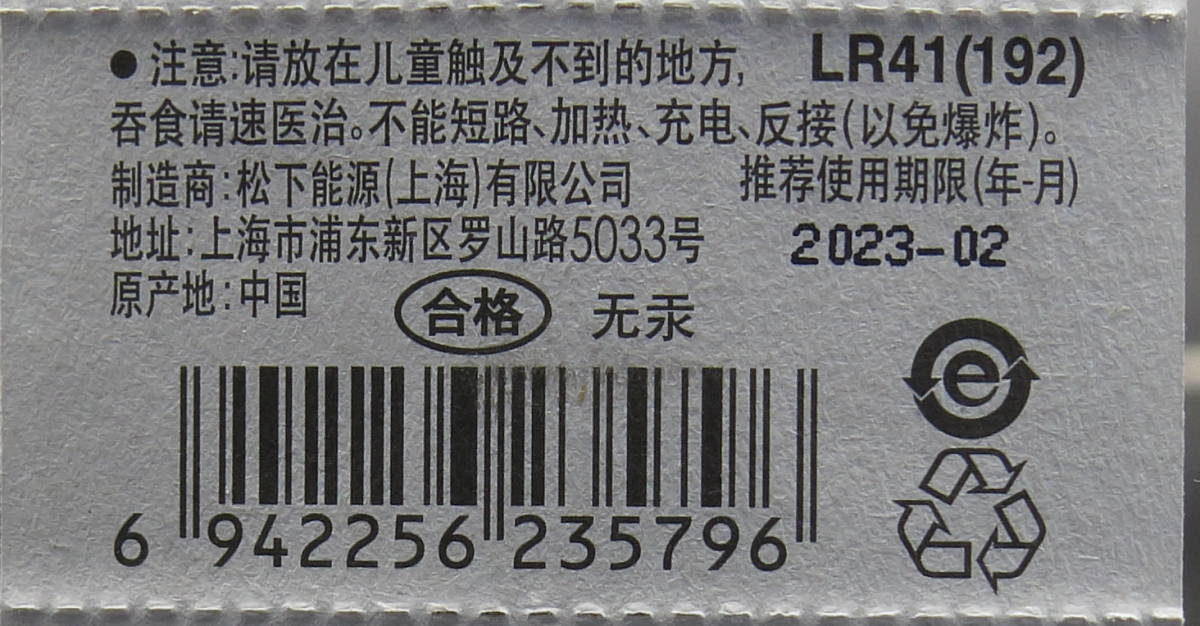 ●注意:请放在儿童触及不到的地方, LR41(192)
吞食请速医治。不能短路、加热、充电、反接(以免爆炸)。
制造商:松下能源(上海)有限公司 推荐使用期限(年-月)
地址:上海市浦东新区罗山路5033号 2023-02
原产地:中国 合格 无汞
e
6 942256 235796